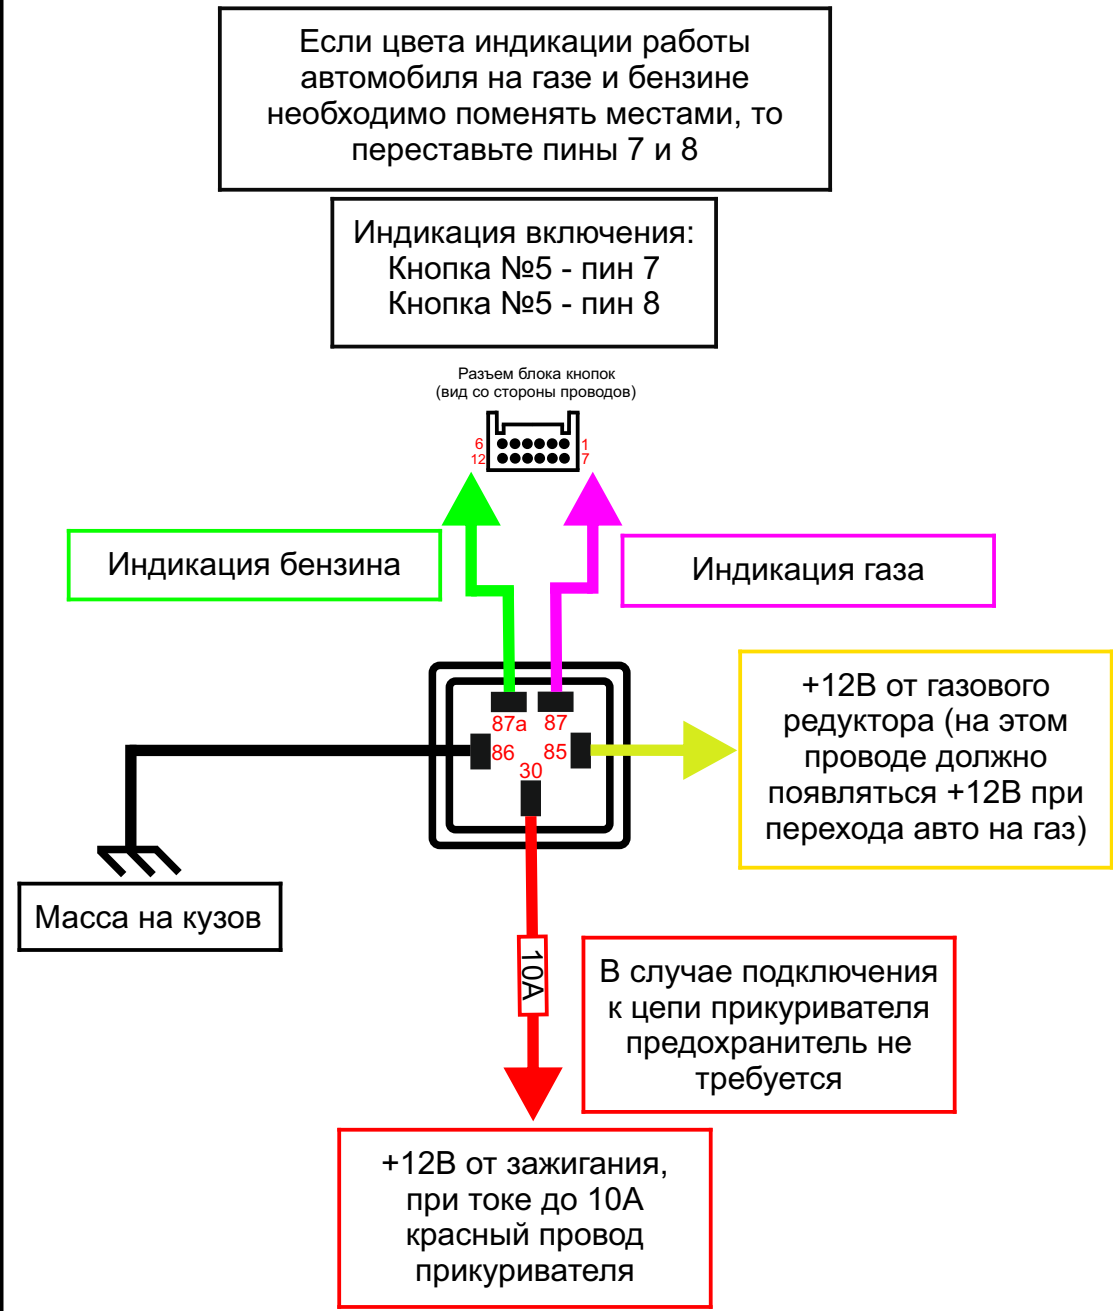 Если цвета индикации работы
автомобиля на газе и бензине
необходимо поменять местами, то
переставьте пины 7 и 8
Индикация включения:
Кнопка №5 - пин 7
Кнопка №5 - пин 8
Разъем блока кнопок
(вид со стороны проводов)
6
1
12
7
Индикация бензина
Индикация газа
87а
87
86
85
30
+12В от газового
редуктора (на этом
проводе должно
появляться +12В при
перехода авто на газ)
Масса на кузов
10А
В случае подключения
к цепи прикуривателя
предохранитель не
требуется
+12В от зажигания,
при токе до 10А
красный провод
прикуривателя